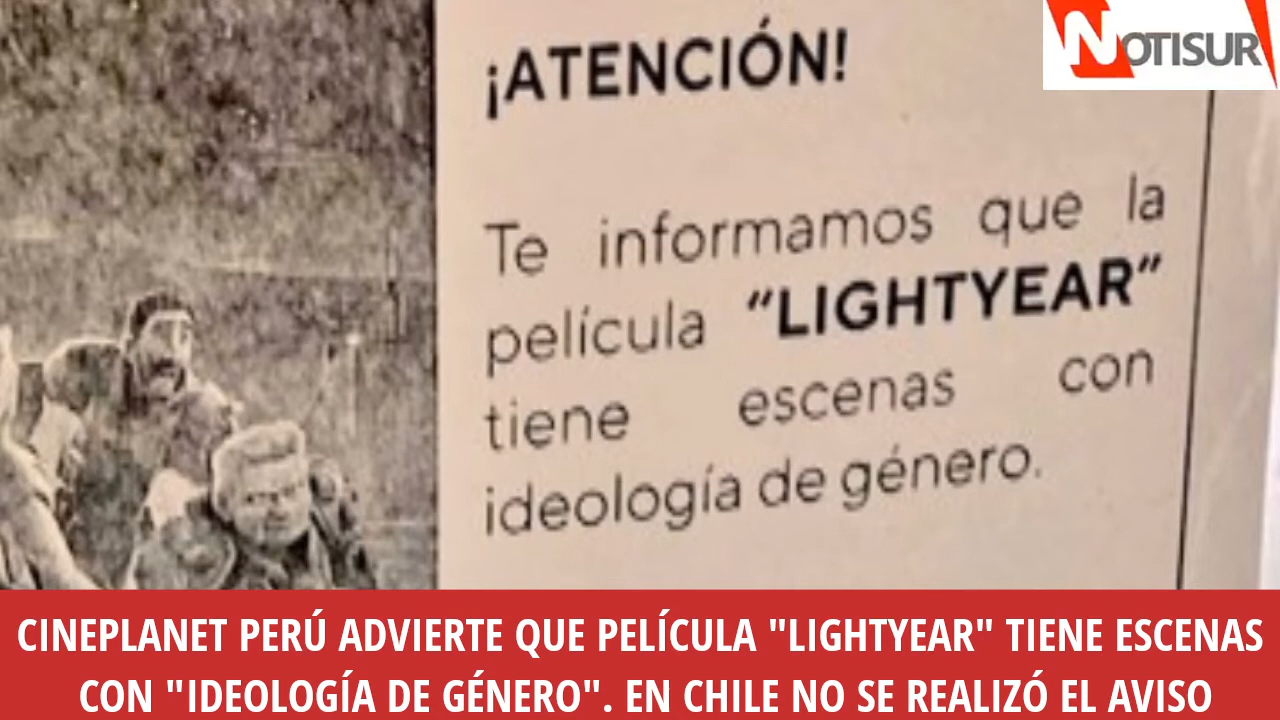 NOTISUR
¡ATENCIÓN!
Te informamos que la
película “LIGHTYEAR”
tiene escenas con
ideología de género.
CINEPLANET PERÚ ADVIERTE QUE PELÍCULA "LIGHTYEAR" TIENE ESCENAS
CON "IDEOLOGÍA DE GÉNERO". EN CHILE NO SE REALIZÓ EL AVISO